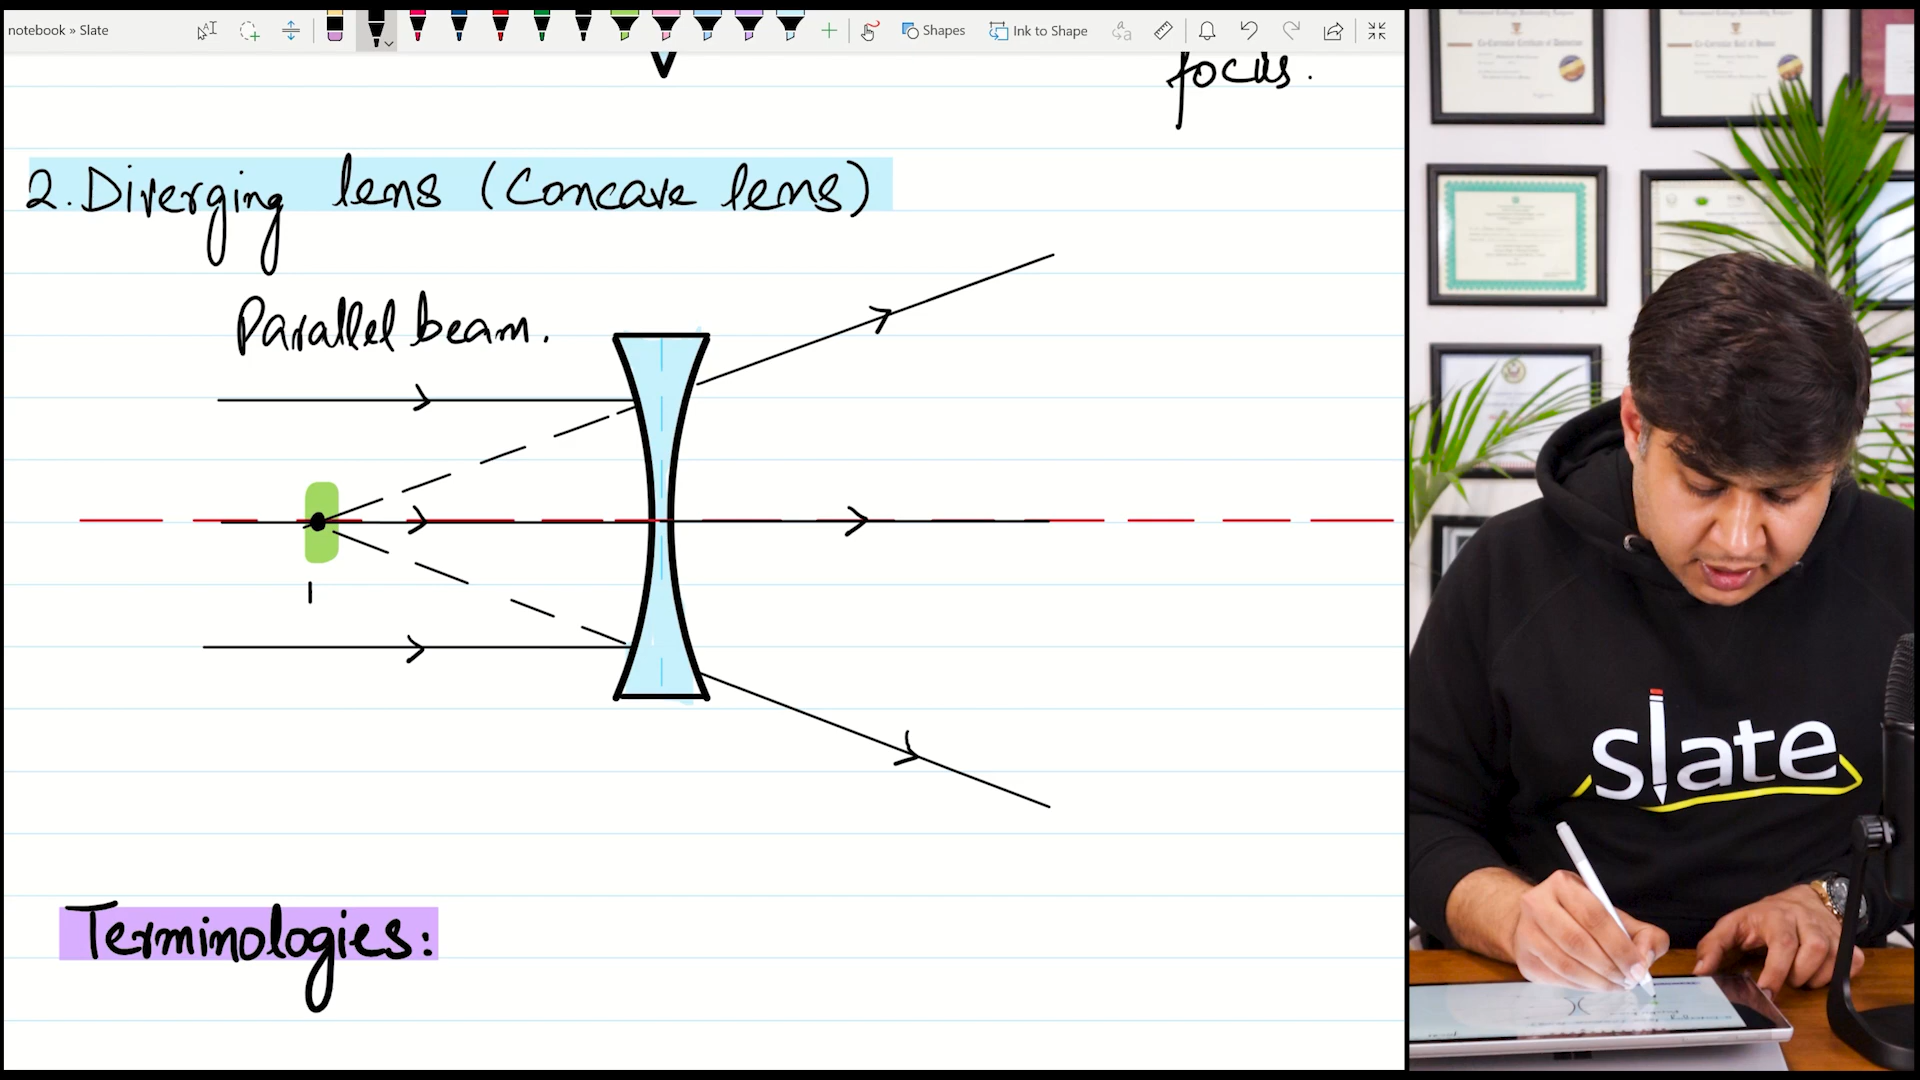 notebook » Slate
Shapes
Ink to Shape
focus.
2. Diverging lens (Concave lens)
Parallel beam.
Terminologies:
slate